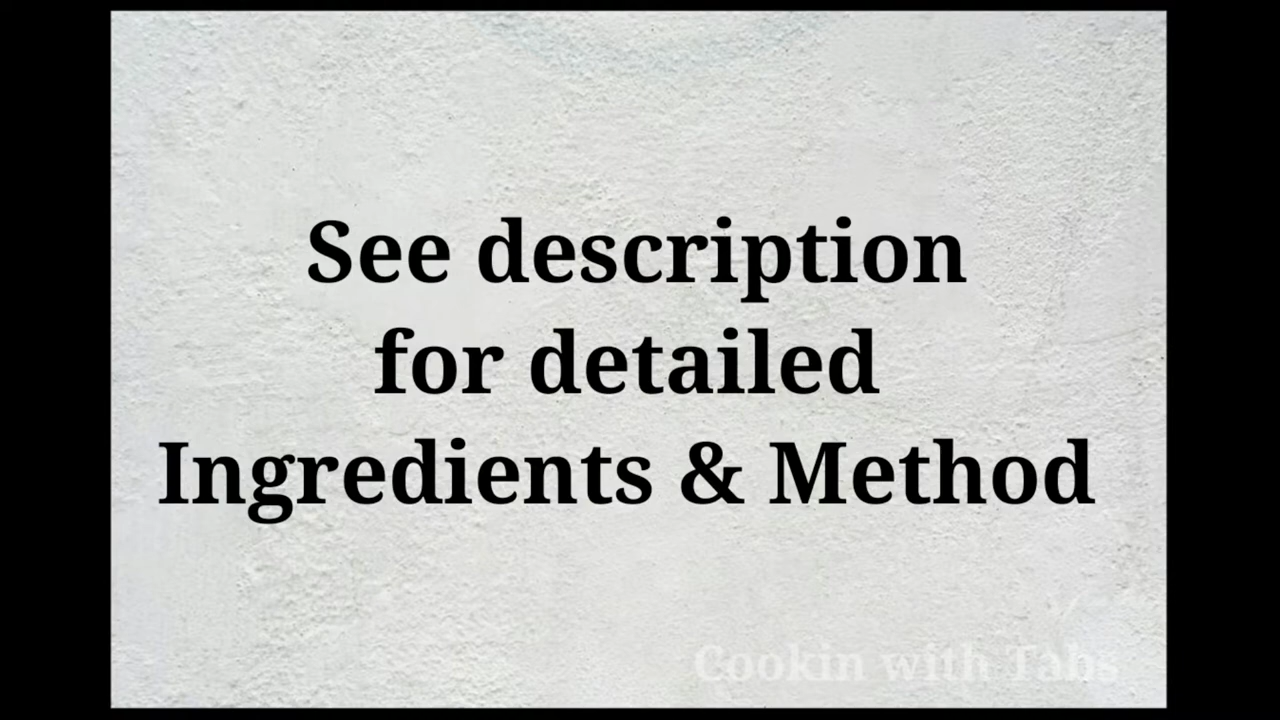 See description
for detailed
Ingredients & Method
Cookin with Tabs